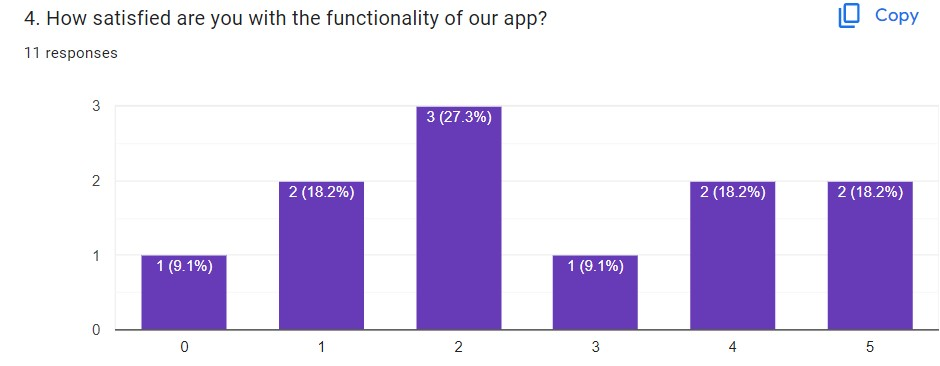 4. How satisfied are you with the functionality of our app?
Copy
11 responses
3
3 (27.3%)
2
2 (18.2%)
2 (18.2%)
2 (18.2%)
1
1 (9.1%)
1 (9.1%)
0
0 1 2 3 4 5